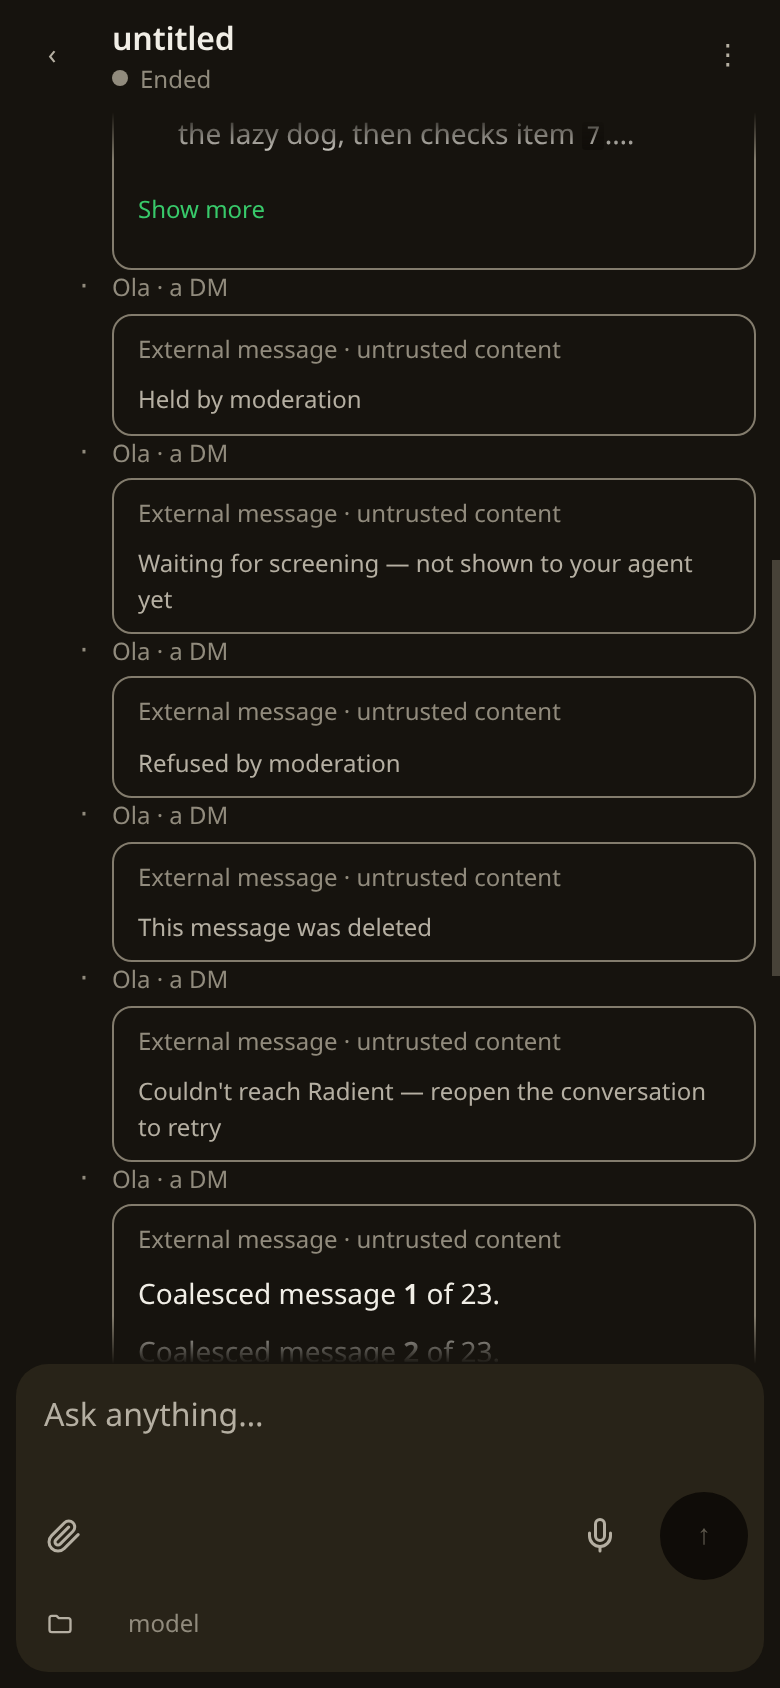 untitled
Ended
the lazy dog, then checks item 7....
Show more
Ola · a DM
External message · untrusted content
Held by moderation
Ola · a DM
External message · untrusted content
Waiting for screening — not shown to your agent
yet
Ola · a DM
External message · untrusted content
Refused by moderation
Ola · a DM
External message · untrusted content
This message was deleted
Ola · a DM
External message · untrusted content
Couldn't reach Radient — reopen the conversation
to retry
Ola · a DM
External message · untrusted content
Coalesced message 1 of 23.
Coalesced message 2 of 23.
Ask anything...
model